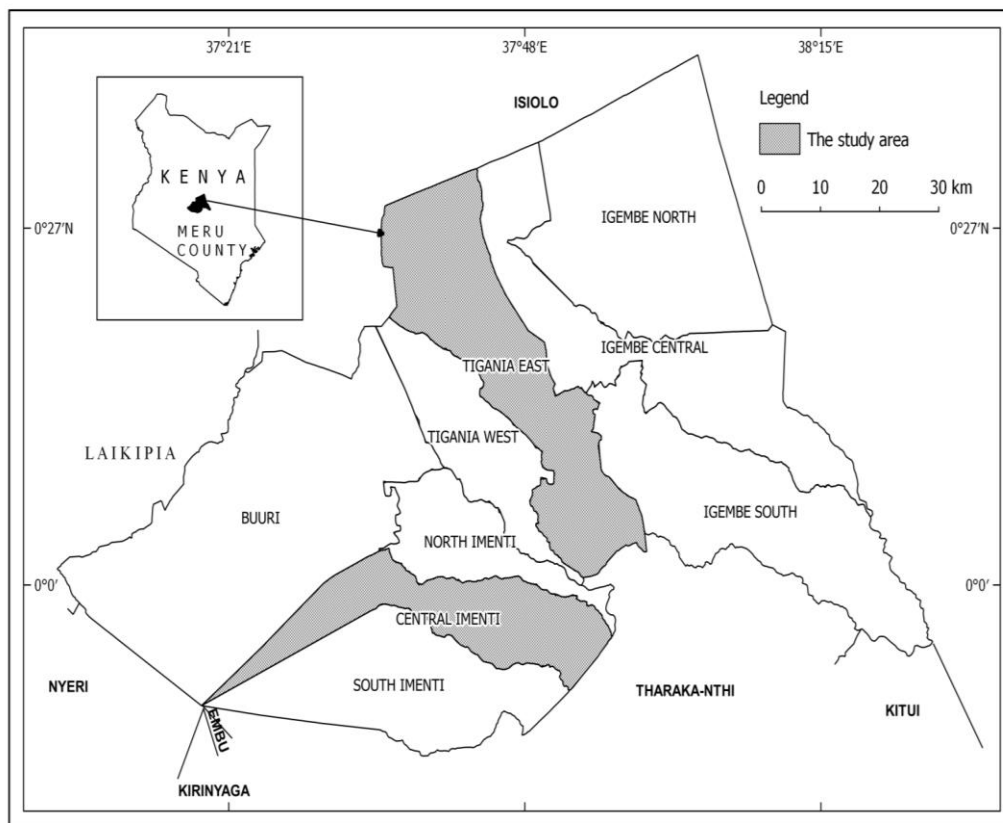 37°21'E
37°48'E
38°15'E
ISIOLO
Legend
The study area
0 10 20 30 km
KENYA
MERU
COUNTY
0°27'N
0°27'N
IGEMBE NORTH
IGEMBE CENTRAL
TIGANIA EAST
TIGANIA WEST
LAIKIPIA
BUURI
IGEMBE SOUTH
NORTH IMENTI
0°0'
0°0'
CENTRAL IMENTI
SOUTH IMENTI
NYERI
THARAKA-NTHI
KITUI
EMBU
KIRINYAGA